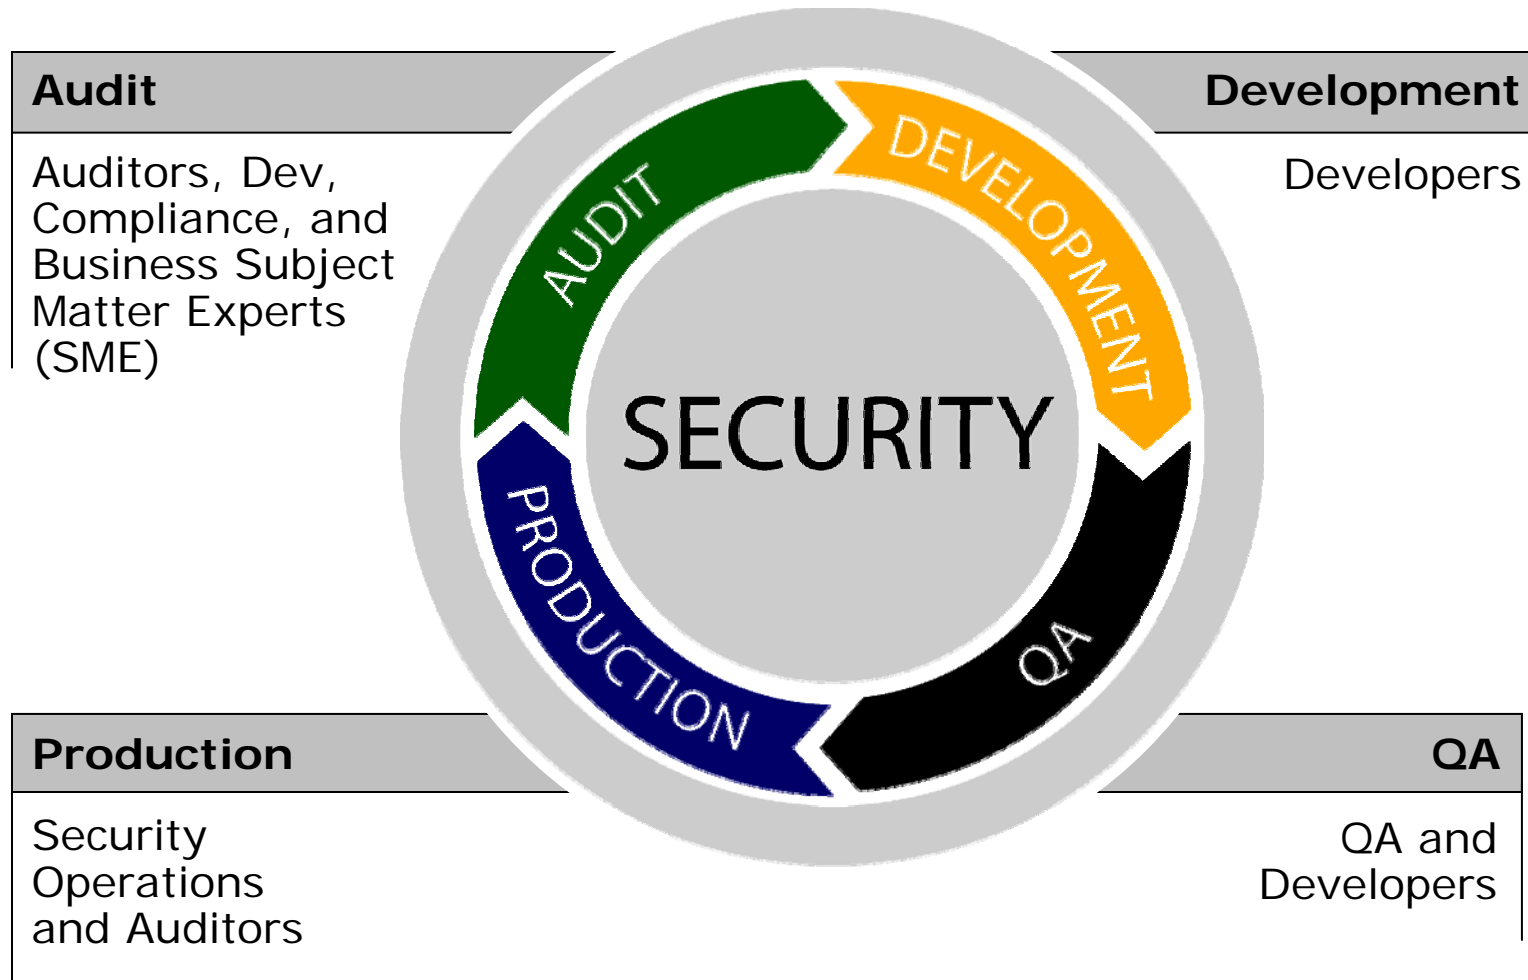 Audit
Development
Auditors, Dev,
Compliance, and
Business Subject
Matter Experts
(SME)
Developers
AUDIT
DEVELOPMENT
SECURITY
PRODUCTION
QA
Production
QA
Security
Operations
and Auditors
QA and
Developers